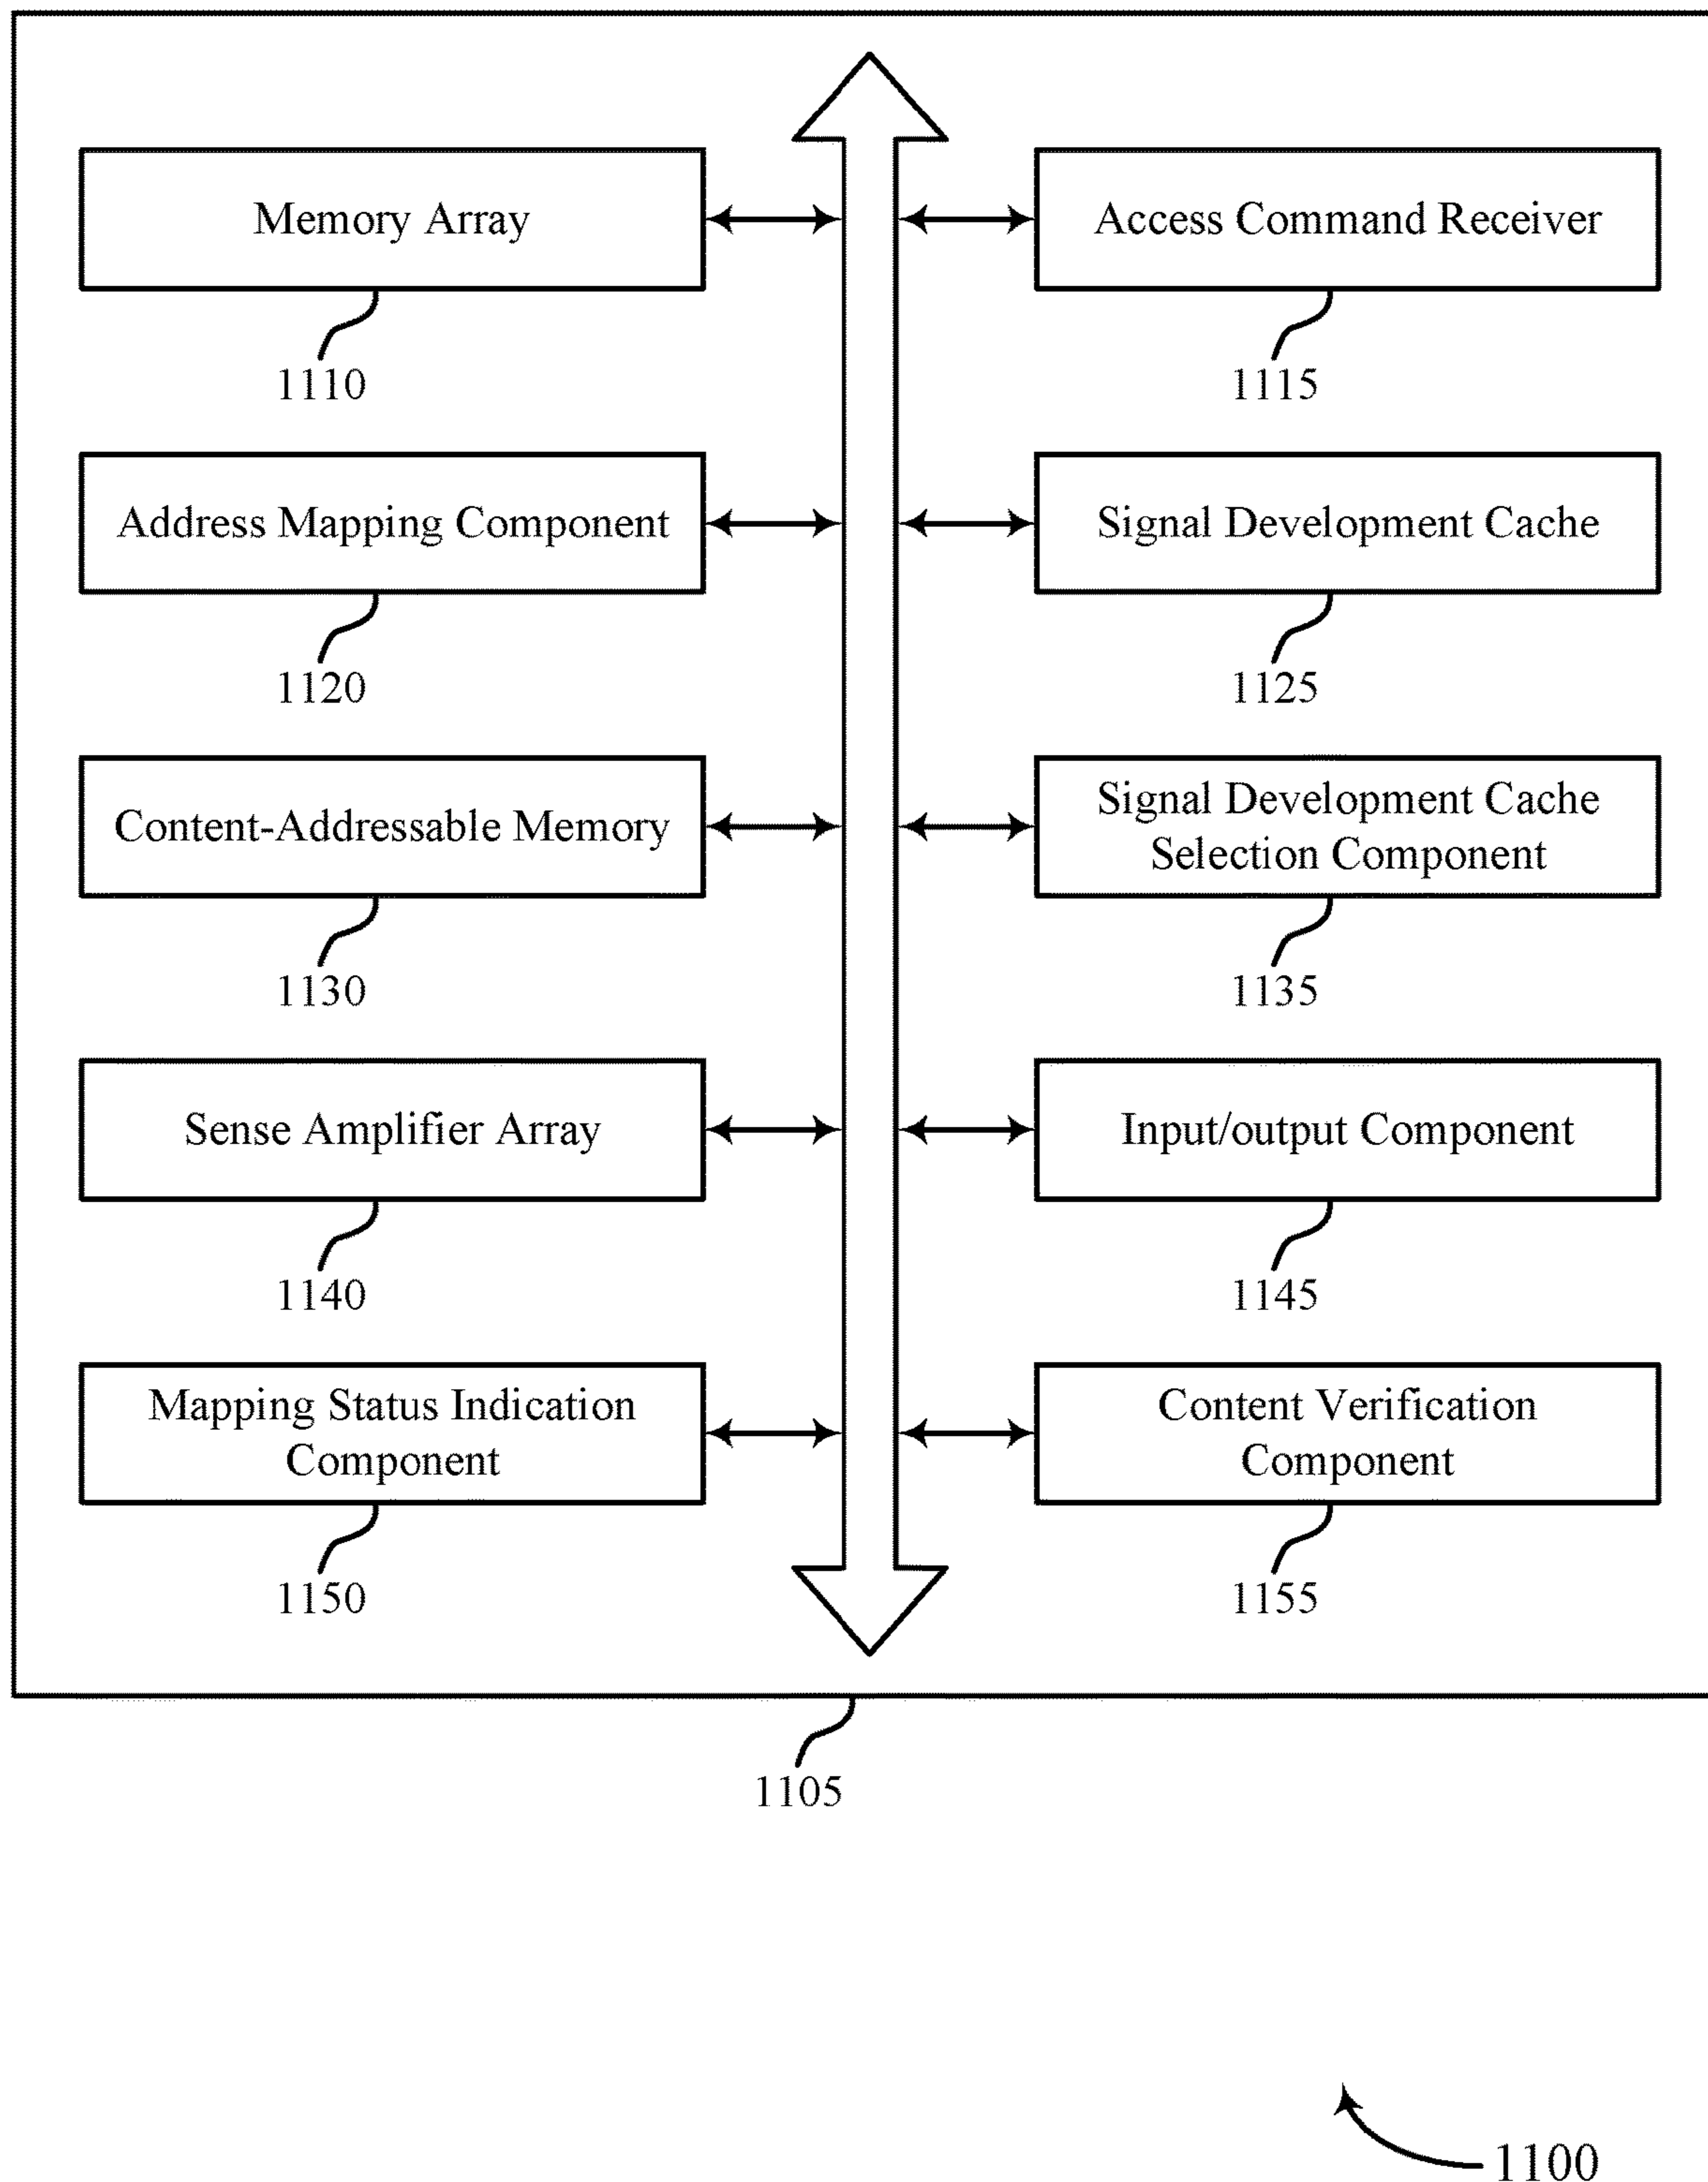 Memory Array
1110
Access Command Receiver
1115
Address Mapping Component
1120
Signal Development Cache
1125
Content-Addressable Memory
1130
Signal Development Cache
Selection Component
1135
Sense Amplifier Array
1140
Input/output Component
1145
Mapping Status Indication
Component
1150
Content Verification
Component
1155
1105
1100